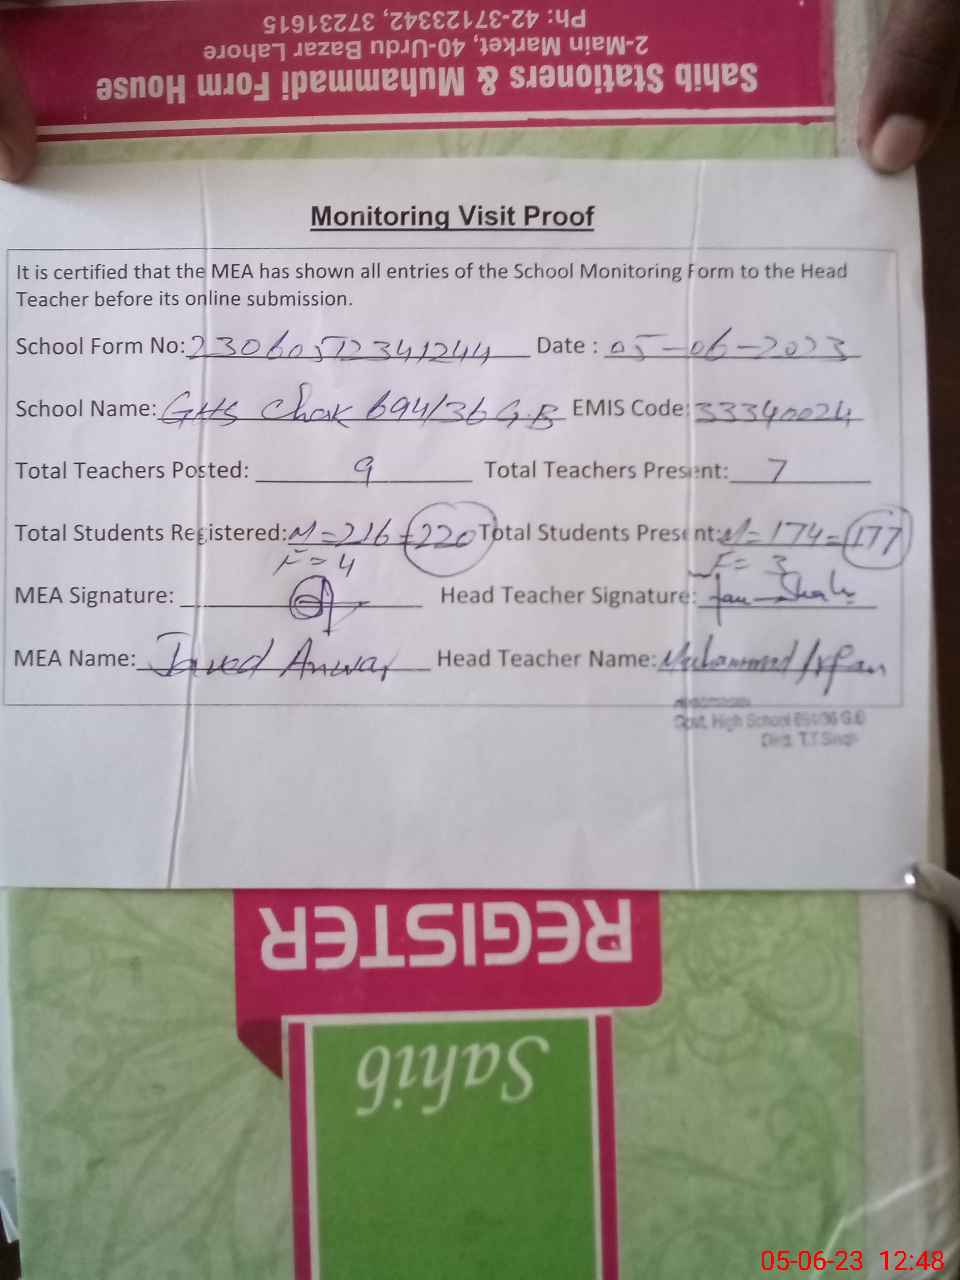 Sahib Stationers & Muhammadi Form House
2-Main Market, 40-Urdu Bazar Lahore
Ph: 42-37123342, 37231615
Monitoring Visit Proof
It is certified that the MEA has shown all entries of the School Monitoring Form to the Head
Teacher before its online submission.
School Form No: 23060512341244 Date : 05-06-2023
School Name: GHS Chak 694/36 G.B EMIS Code: 33340024
Total Teachers Posted: 9 Total Teachers Present: 7
Total Students Registered: M=216 = 220 Total Students Present: M=174 = 177
F=4 F=3
MEA Signature: Head Teacher Signature:
MEA Name: Javed Anwar Head Teacher Name: Muhammad Irfan
Govt. High School 694/36 G.B
Distt. T.T.Singh
REGISTER
Sahib
05-06-23 12:48